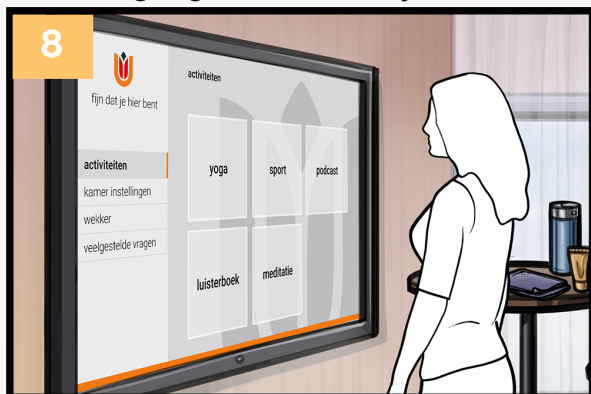 8
fijn dat je hier bent
activiteiten
kamer instellingen
wekker
veelgestelde vragen
activiteiten
yoga
sport
podcast
luisterboek
meditatie